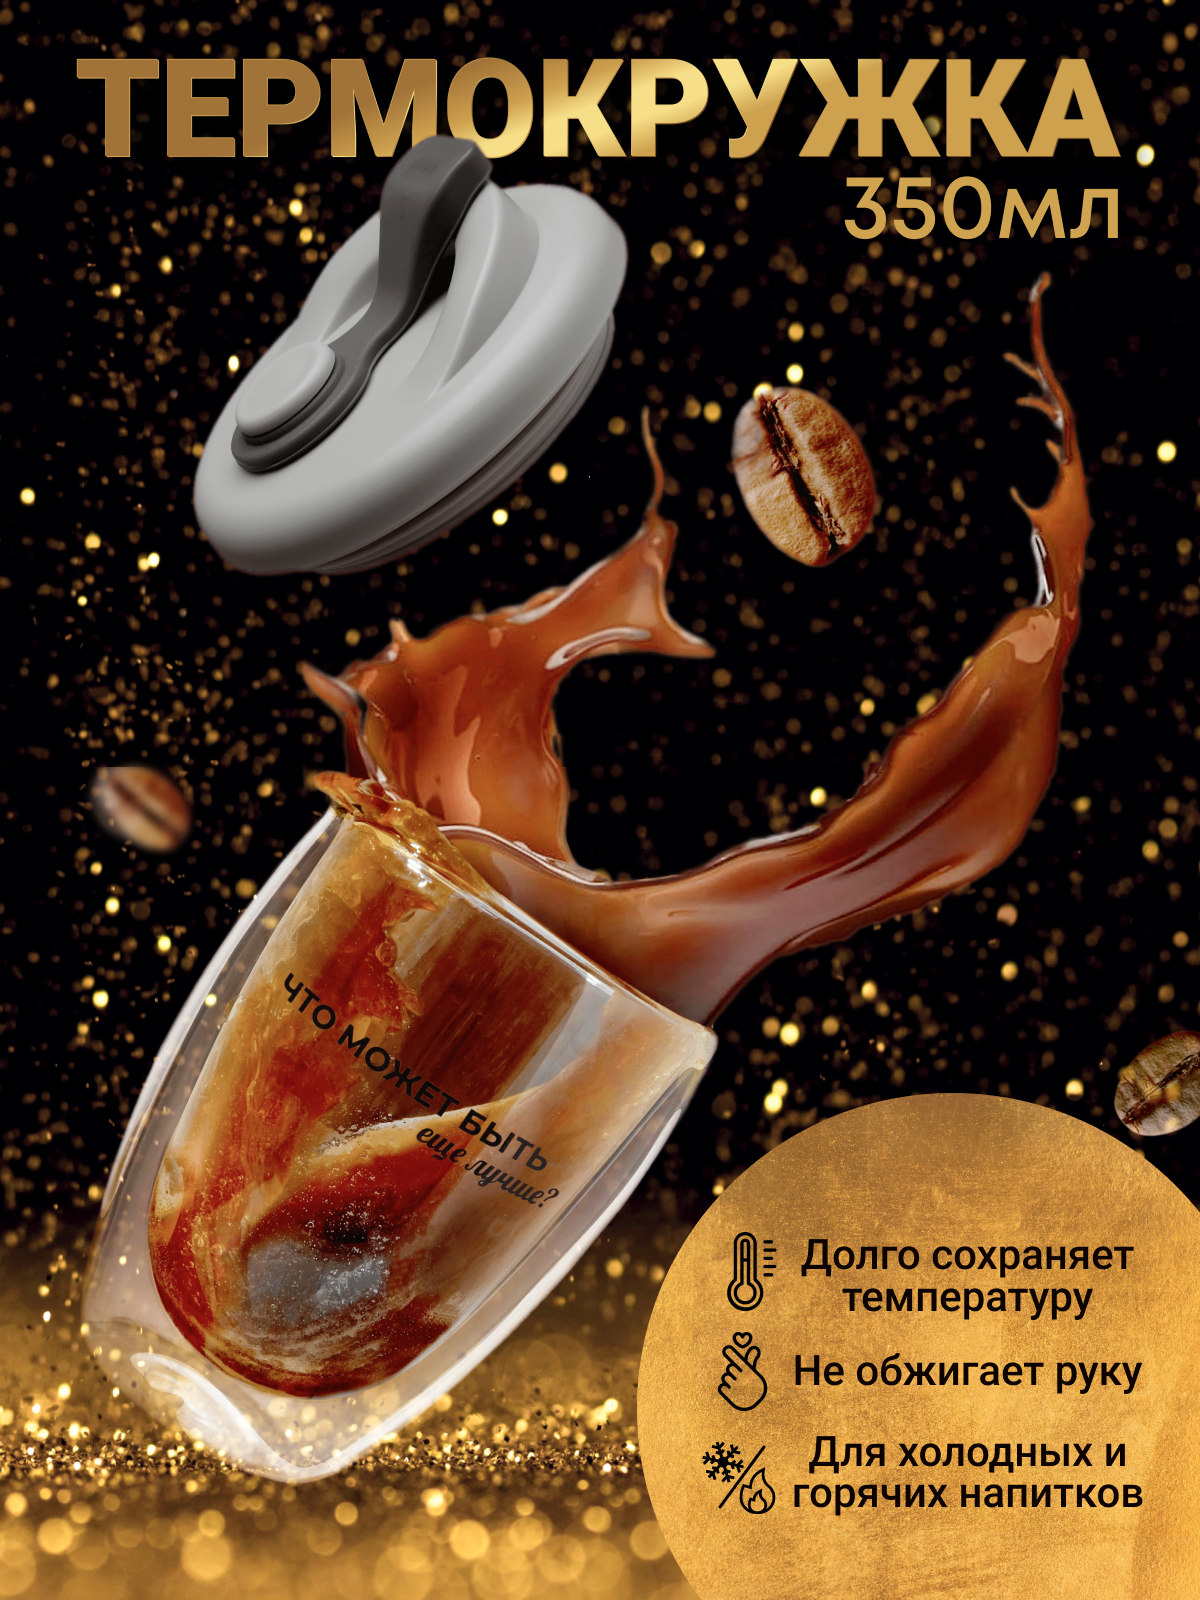 ТЕРМОКРУЖКА
350мл
ЧТО МОЖЕТ БЫТЬ
еще лучше?
Долго сохраняет
температуру
Не обжигает руку
Для холодных и
горячих напитков